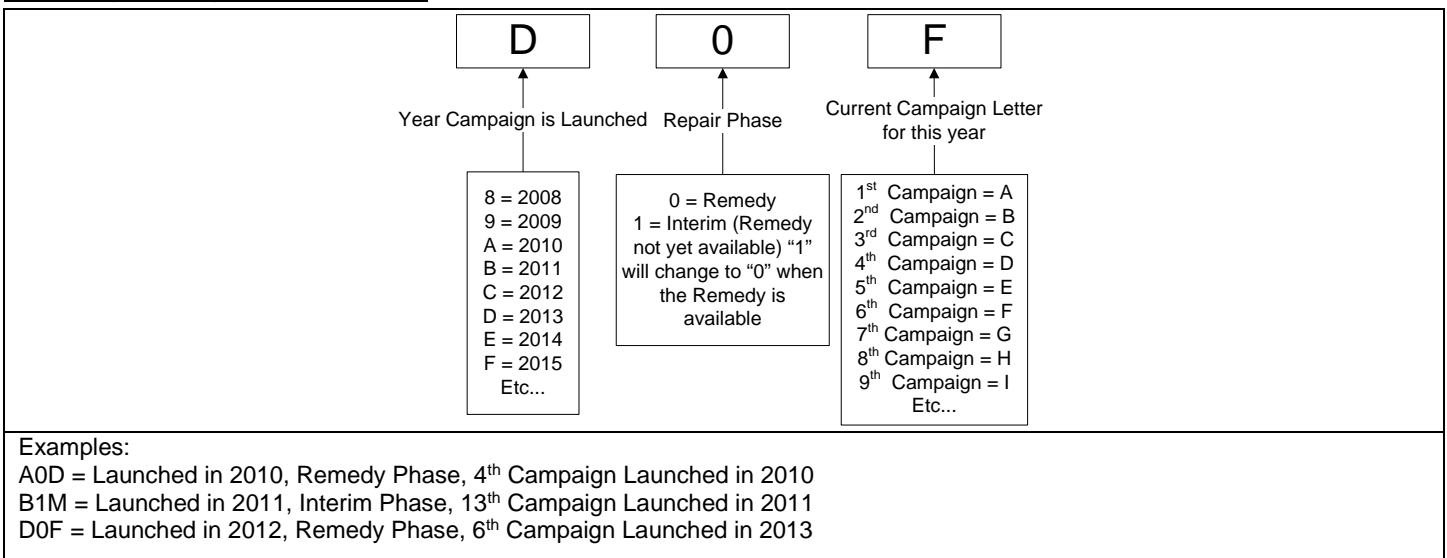 D 0 F
Year Campaign is Launched
Repair Phase
Current Campaign Letter
for this year
8 = 2008
9 = 2009
A = 2010
B = 2011
C = 2012
D = 2013
E = 2014
F = 2015
Etc...
0 = Remedy
1 = Interim (Remedy
not yet available) “1”
will change to “0” when
the Remedy is
available
1st Campaign = A
2nd Campaign = B
3rd Campaign = C
4th Campaign = D
5th Campaign = E
6th Campaign = F
7th Campaign = G
8th Campaign = H
9th Campaign = I
Etc...
Examples:
A0D = Launched in 2010, Remedy Phase, 4th Campaign Launched in 2010
B1M = Launched in 2011, Interim Phase, 13th Campaign Launched in 2011
D0F = Launched in 2012, Remedy Phase, 6th Campaign Launched in 2013